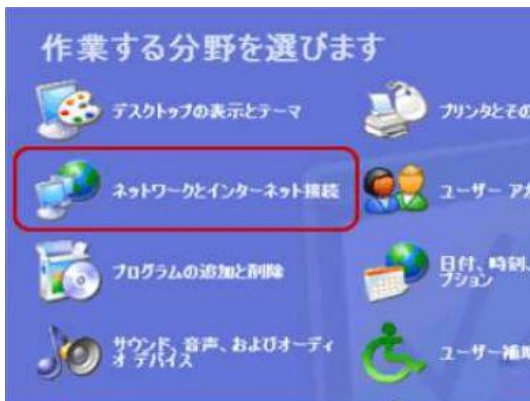 作業する分野を選びます
デスクトップの表示とテーマ
プリンタとその
ネットワークとインターネット接続
ユーザー アカ
プログラムの追加と削除
日付、時刻、
プション
サウンド、音声、およびオーディ
オ デバイス
ユーザー補助